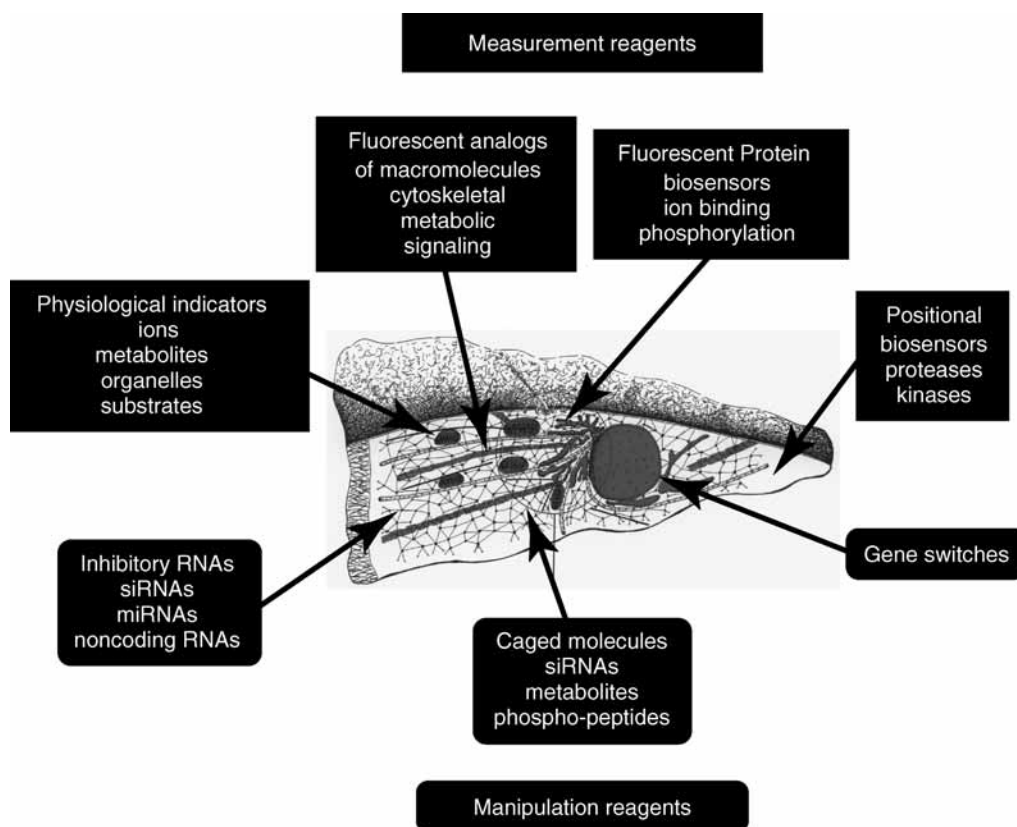 Measurement reagents
Fluorescent analogs
of macromolecules
cytoskeletal
metabolic
signaling
Fluorescent Protein
biosensors
ion binding
phosphorylation
Physiological indicators
ions
metabolites
organelles
substrates
Positional
biosensors
proteases
kinases
Inhibitory RNAs
siRNAs
miRNAs
noncoding RNAs
Gene switches
Caged molecules
siRNAs
metabolites
phospho-peptides
Manipulation reagents